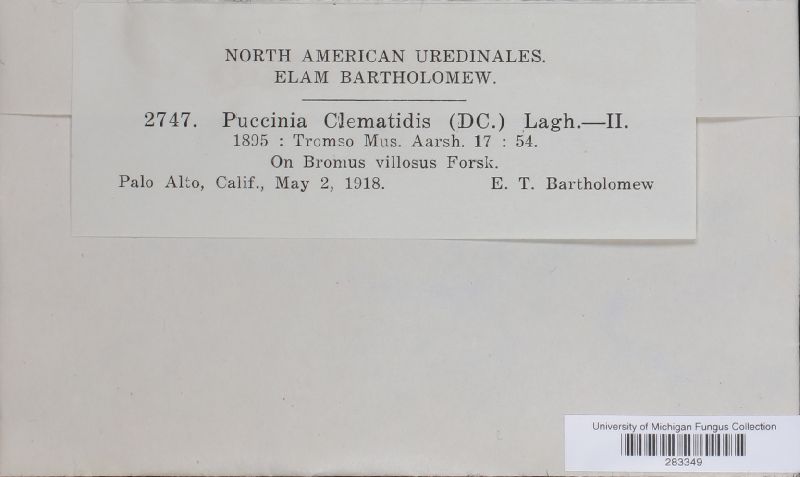 NORTH AMERICAN UREDINALES.
ELAM BARTHOLOMEW.
2747. Puccinia Clematidis (DC.) Lagh.—II.
1895 : Tromso Mus. Aarsh. 17 : 54.
On Bromus villosus Forsk.
Palo Alto, Calif., May 2, 1918. E. T. Bartholomew
University of Michigan Fungus Collection
283349